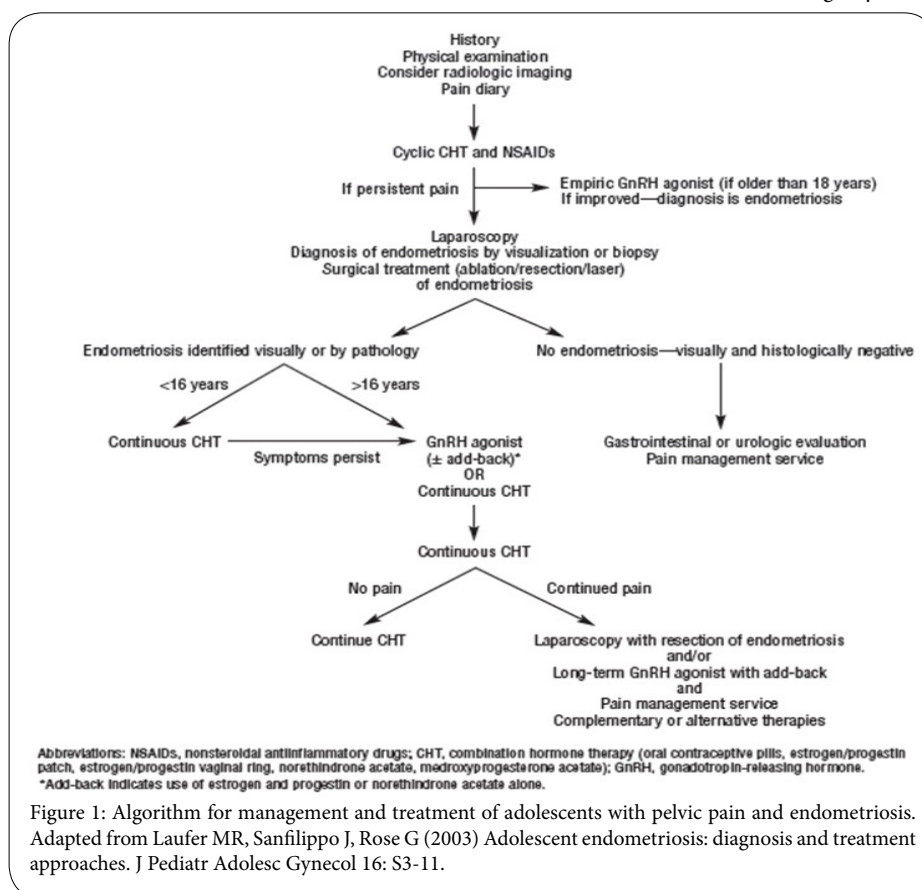 History
Physical examination
Consider radiologic imaging
Pain diary
Cyclic CHT and NSAIDs
If persistent pain
Empiric GnRH agonist (if older than 18 years)
If improved—diagnosis is endometriosis
Laparoscopy
Diagnosis of endometriosis by visualization or biopsy
Surgical treatment (ablation/resection/laser)
of endometriosis
Endometriosis identified visually or by pathology
No endometriosis—visually and histologically negative
<16 years
>16 years
Continuous CHT
Symptoms persist
GnRH agonist
(± add-back)*
OR
Continuous CHT
Gastrointestinal or urologic evaluation
Pain management service
Continuous CHT
No pain
Continued pain
Continue CHT
Laparoscopy with resection of endometriosis
and/or
Long-term GnRH agonist with add-back
and
Pain management service
Complementary or alternative therapies
Abbreviations: NSAIDs, nonsteroidal antiinflammatory drugs; CHT, combination hormone therapy (oral contraceptive pills, estrogen/progestin
patch, estrogen/progestin vaginal ring, norethindrone acetate, medroxyprogesterone acetate); GnRH, gonadotropin-releasing hormone.
*Add-back indicates use of estrogen and progestin or norethindrone acetate alone.
Figure 1: Algorithm for management and treatment of adolescents with pelvic pain and endometriosis.
Adapted from Laufer MR, Sanfilippo J, Rose G (2003) Adolescent endometriosis: diagnosis and treatment
approaches. J Pediatr Adolesc Gynecol 16: S3-11.